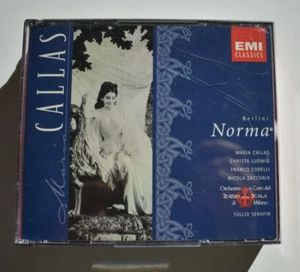 Maria CALLAS
EMI
CLASSICS
Bellini
Norma
MARIA CALLAS
CHRISTA LUDWIG
FRANCO CORELLI
NICOLA ZACCARIA
Orchestra e Coro del
TEATRO alla SCALA
di Milano
TULLIO SERAFIN